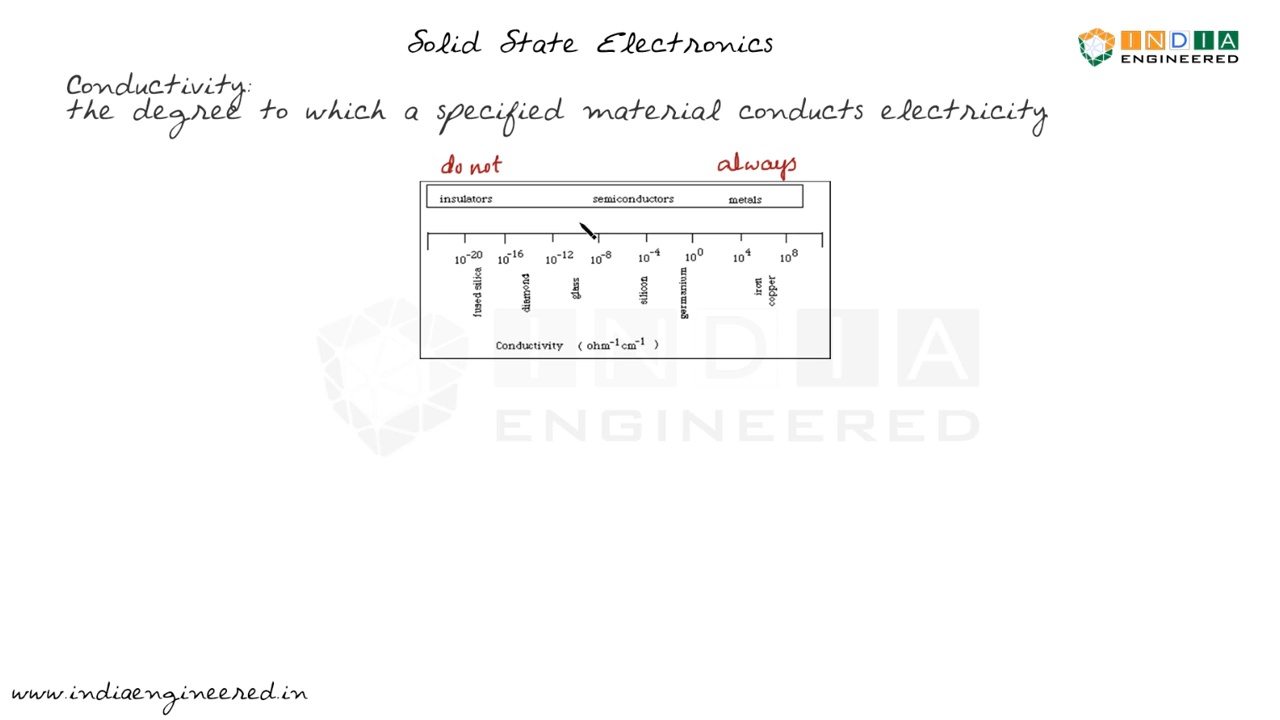 Solid State Electronics
INDIA
ENGINEERED
Conductivity:
the degree to which a specified material conducts electricity
do not always
insulators semiconductors metals
10-20 10-16 10-12 10-8 10-4 100 104 108
fused silica diamond glass silicon germanium iron copper
Conductivity ( ohm-1cm-1 )
INDIA
ENGINEERED
www.indiaengineered.in